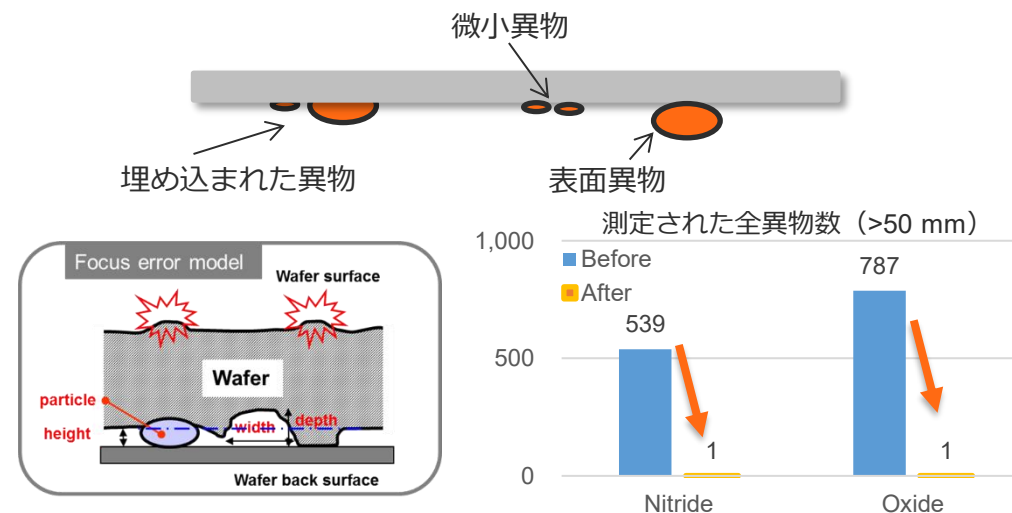 微小異物
埋め込まれた異物
表面異物
Focus error model
Wafer surface
Wafer
particle
height
width
depth
Wafer back surface
測定された全異物数（>50 mm）
1,000
500
0
Before
After
539
1
787
1
Nitride
Oxide